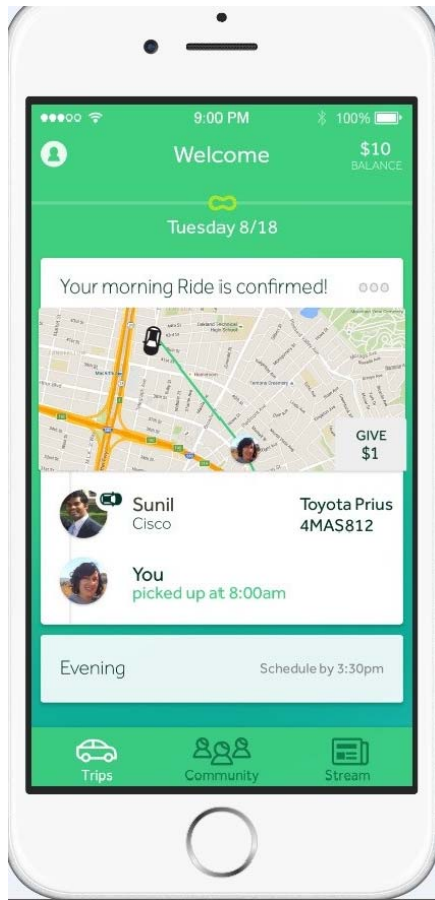 9:00 PM
100%
Welcome
$10
BALANCE
Tuesday 8/18
Your morning Ride is confirmed!
GIVE
$1
Sunil
Cisco
Toyota Prius
4MAS812
You
picked up at 8:00am
Evening
Schedule by 3:30pm
Trips
Community
Stream